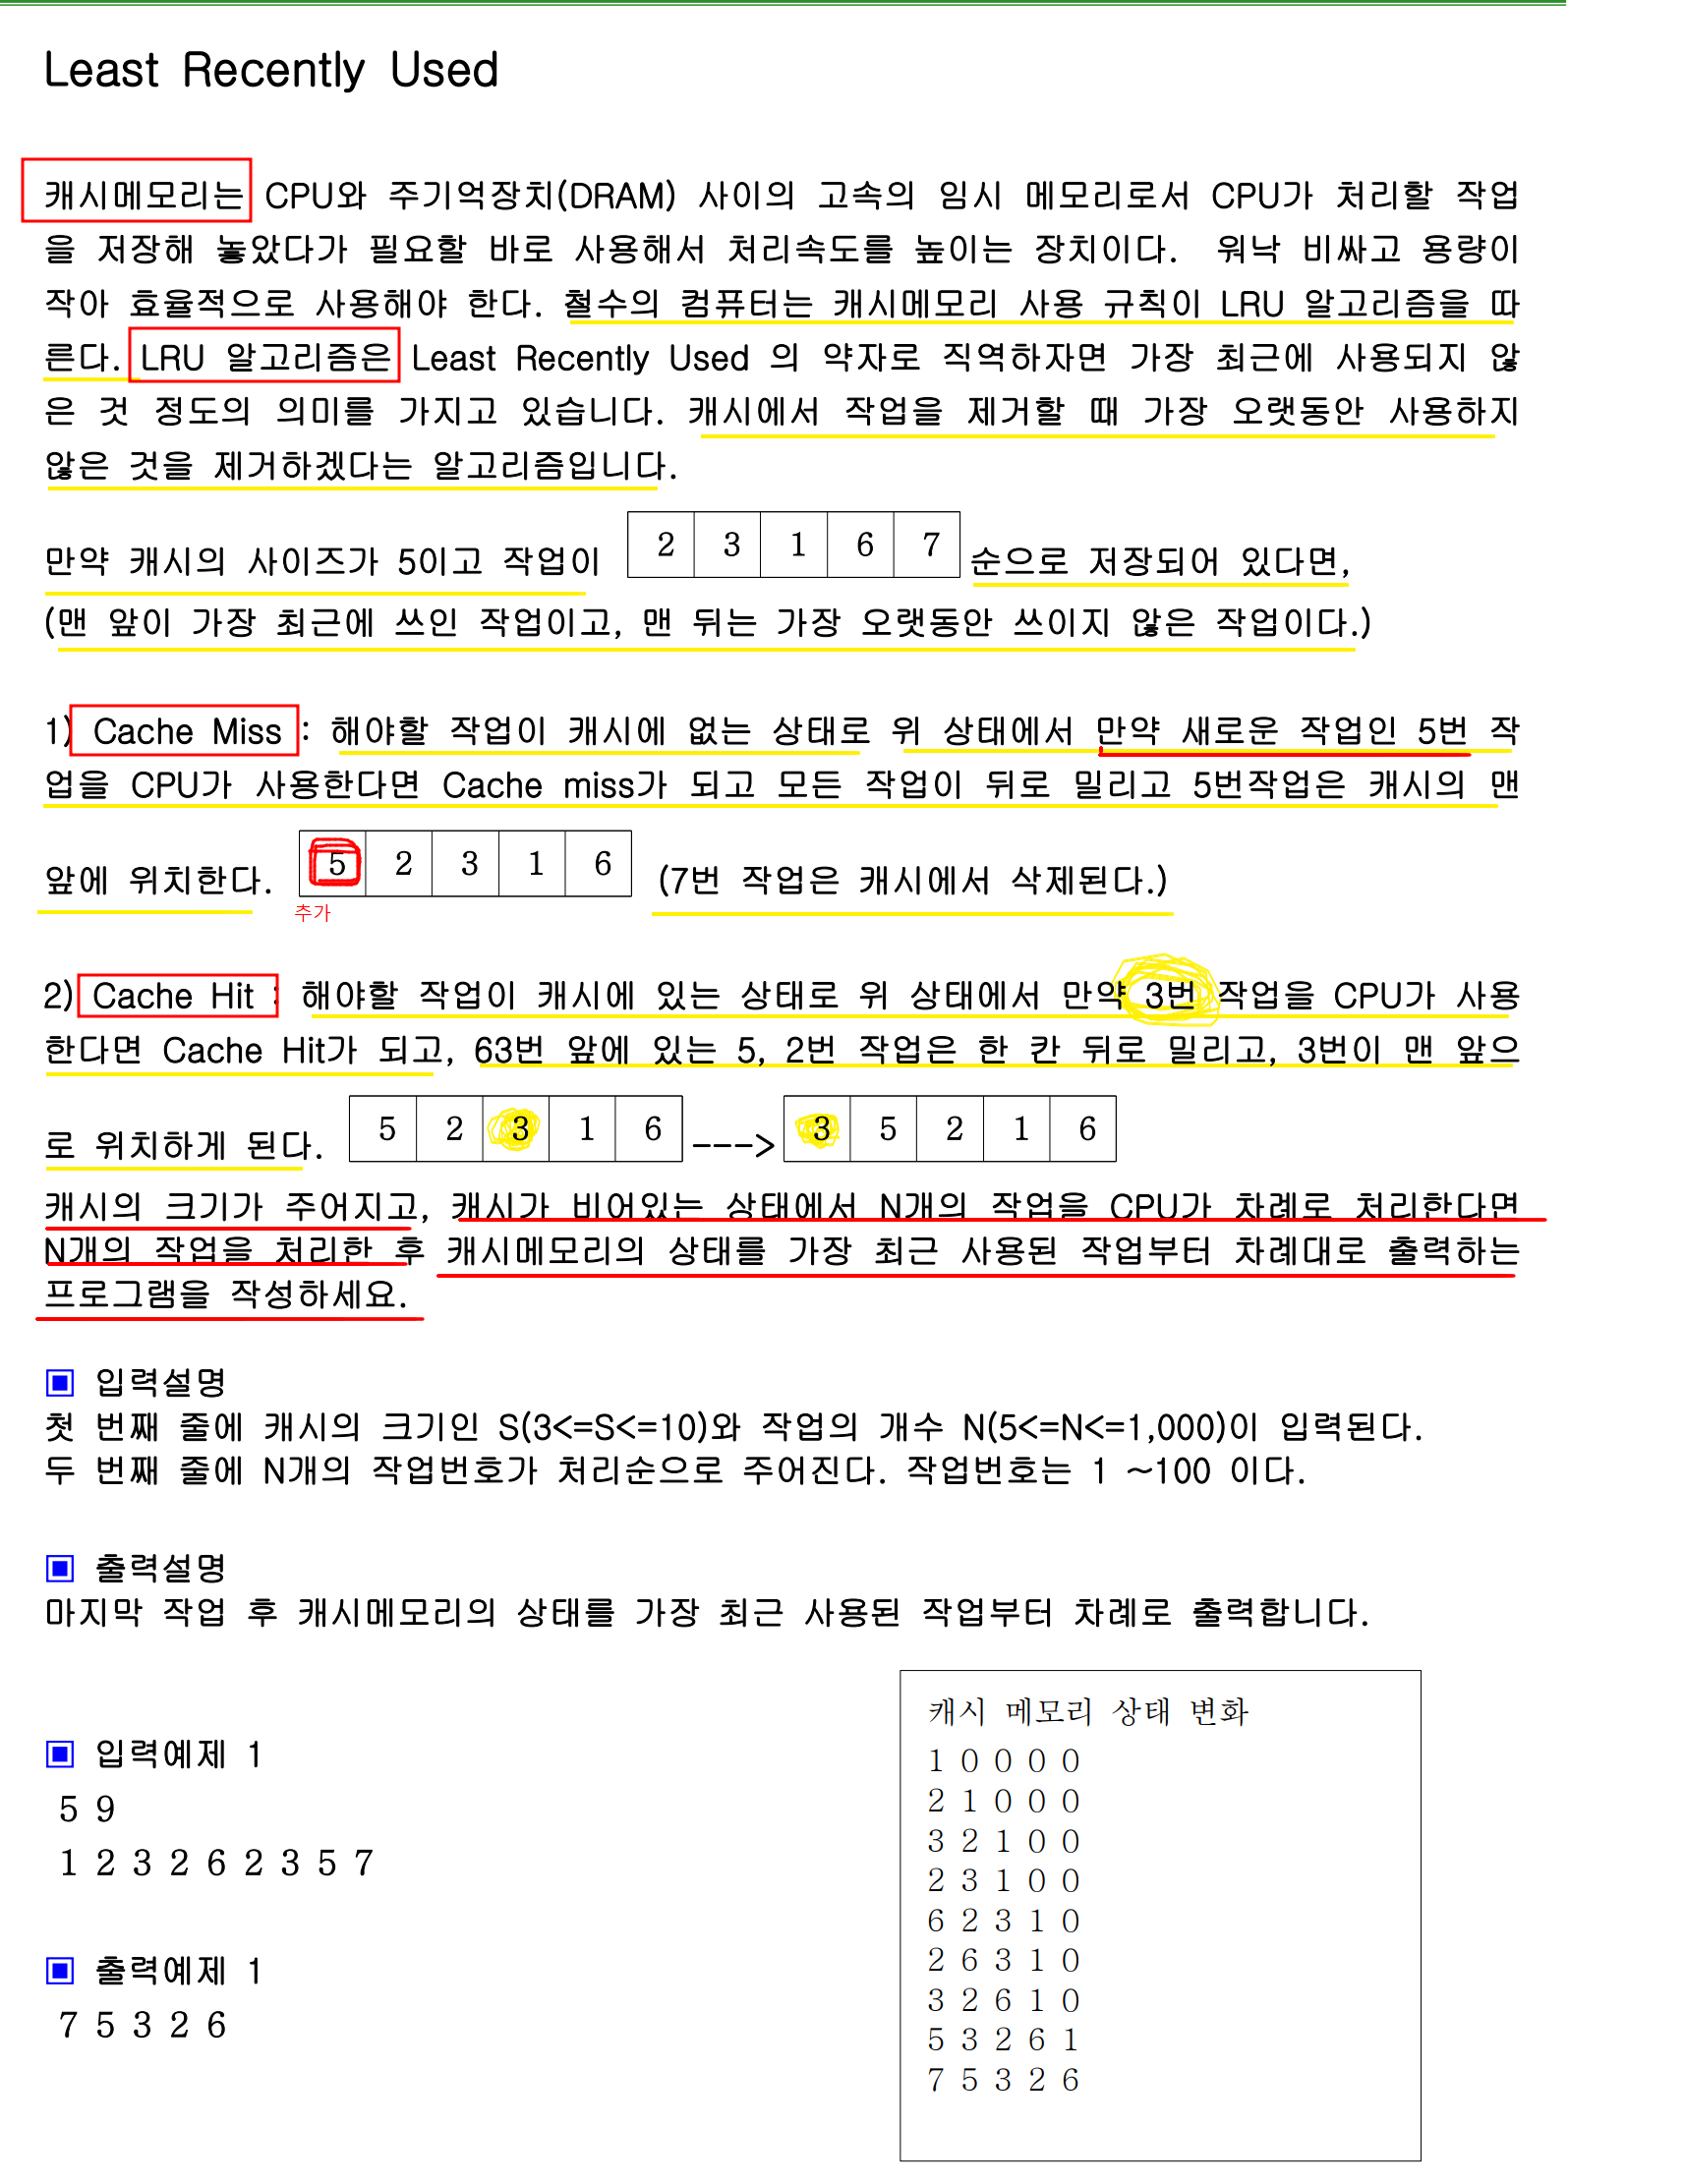 Least Recently Used
캐시메모리는 CPU와 주기억장치(DRAM) 사이의 고속의 임시 메모리로서 CPU가 처리할 작업
을 저장해 놓았다가 필요할 바로 사용해서 처리속도를 높이는 장치이다. 워낙 비싸고 용량이
작아 효율적으로 사용해야 한다. 철수의 컴퓨터는 캐시메모리 사용 규칙이 LRU 알고리즘을 따
른다. LRU 알고리즘은 Least Recently Used 의 약자로 직역하자면 가장 최근에 사용되지 않
은 것 정도의 의미를 가지고 있습니다. 캐시에서 작업을 제거할 때 가장 오랫동안 사용하지
않은 것을 제거하겠다는 알고리즘입니다.
만약 캐시의 사이즈가 5이고 작업이 2 3 1 6 7 순으로 저장되어 있다면,
(맨 앞이 가장 최근에 쓰인 작업이고, 맨 뒤는 가장 오랫동안 쓰이지 않은 작업이다.)
1) Cache Miss : 해야할 작업이 캐시에 없는 상태로 위 상태에서 만약 새로운 작업인 5번 작
업을 CPU가 사용한다면 Cache miss가 되고 모든 작업이 뒤로 밀리고 5번작업은 캐시의 맨
앞에 위치한다. 5 2 3 1 6 (7번 작업은 캐시에서 삭제된다.)
추가
2) Cache Hit : 해야할 작업이 캐시에 있는 상태로 위 상태에서 만약 3번 작업을 CPU가 사용
한다면 Cache Hit가 되고, 63번 앞에 있는 5, 2번 작업은 한 칸 뒤로 밀리고, 3번이 맨 앞으
로 위치하게 된다. 5 2 3 1 6 ---> 3 5 2 1 6
캐시의 크기가 주어지고, 캐시가 비어있는 상태에서 N개의 작업을 CPU가 차례로 처리한다면
N개의 작업을 처리한 후 캐시메모리의 상태를 가장 최근 사용된 작업부터 차례대로 출력하는
프로그램을 작성하세요.
▣ 입력설명
첫 번째 줄에 캐시의 크기인 S(3<=S<=10)와 작업의 개수 N(5<=N<=1,000)이 입력된다.
두 번째 줄에 N개의 작업번호가 처리순으로 주어진다. 작업번호는 1 ~100 이다.
▣ 출력설명
마지막 작업 후 캐시메모리의 상태를 가장 최근 사용된 작업부터 차례로 출력합니다.
▣ 입력예제 1
5 9
1 2 3 2 6 2 3 5 7
▣ 출력예제 1
7 5 3 2 6
캐시 메모리 상태 변화
1 0 0 0 0
2 1 0 0 0
3 2 1 0 0
2 3 1 0 0
6 2 3 1 0
2 6 3 1 0
3 2 6 1 0
5 3 2 6 1
7 5 3 2 6